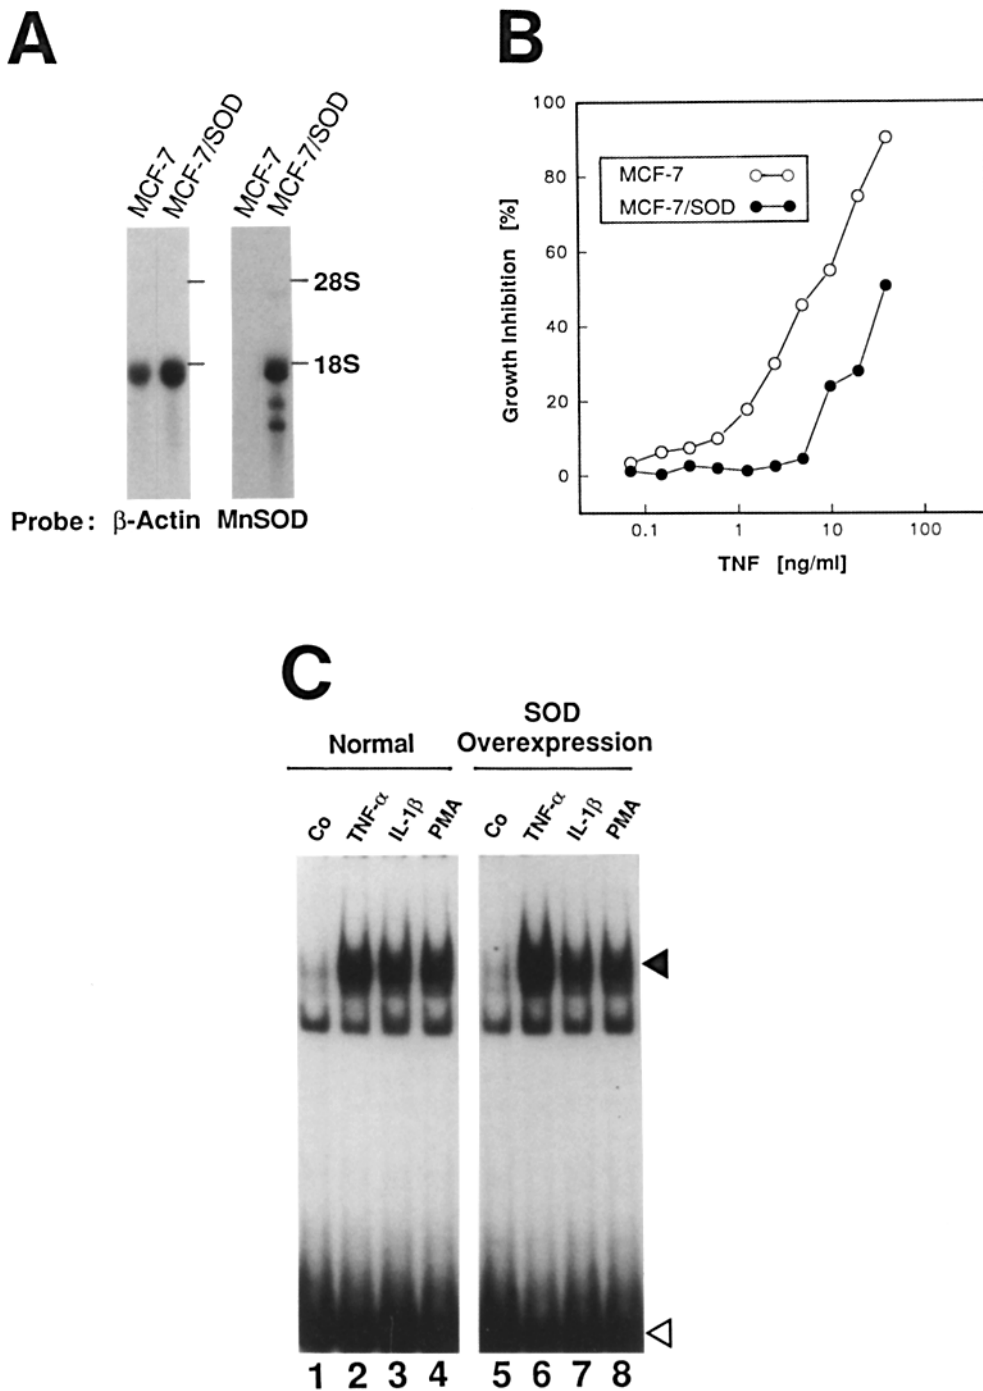 A
MCF-7
MCF-7/SOD
MCF-7
MCF-7/SOD
28S
18S
Probe: β-Actin MnSOD
B
100
80
60
40
20
0
Growth Inhibition [%]
MCF-7
MCF-7/SOD
0.1 1 10 100
TNF [ng/ml]
C
Normal
SOD
Overexpression
Co TNF-α IL-1β PMA
Co TNF-α IL-1β PMA
1 2 3 4 5 6 7 8